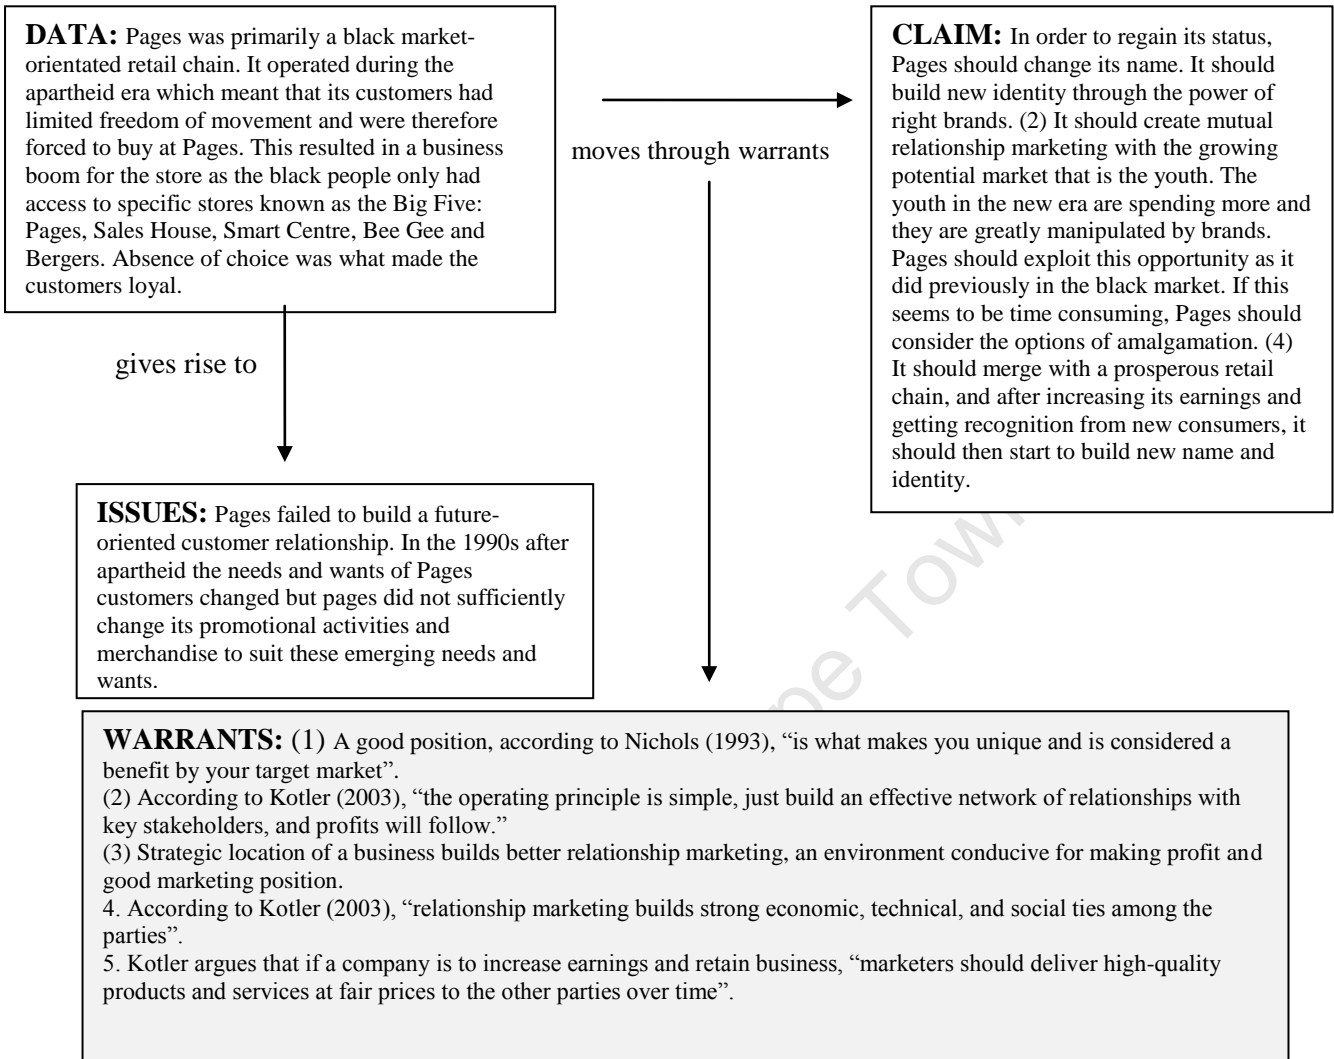 DATA: Pages was primarily a black market-
orientated retail chain. It operated during the
apartheid era which meant that its customers had
limited freedom of movement and were therefore
forced to buy at Pages. This resulted in a business
boom for the store as the black people only had
access to specific stores known as the Big Five:
Pages, Sales House, Smart Centre, Bee Gee and
Bergers. Absence of choice was what made the
customers loyal.
moves through warrants
CLAIM: In order to regain its status,
Pages should change its name. It should
build new identity through the power of
right brands. (2) It should create mutual
relationship marketing with the growing
potential market that is the youth. The
youth in the new era are spending more and
they are greatly manipulated by brands.
Pages should exploit this opportunity as it
did previously in the black market. If this
seems to be time consuming, Pages should
consider the options of amalgamation. (4)
It should merge with a prosperous retail
chain, and after increasing its earnings and
getting recognition from new consumers, it
should then start to build new name and
identity.
gives rise to
ISSUES: Pages failed to build a future-
oriented customer relationship. In the 1990s after
apartheid the needs and wants of Pages
customers changed but pages did not sufficiently
change its promotional activities and
merchandise to suit these emerging needs and
wants.
WARRANTS: (1) A good position, according to Nichols (1993), “is what makes you unique and is considered a
benefit by your target market”.
(2) According to Kotler (2003), “the operating principle is simple, just build an effective network of relationships with
key stakeholders, and profits will follow.”
(3) Strategic location of a business builds better relationship marketing, an environment conducive for making profit and
good marketing position.
4. According to Kotler (2003), “relationship marketing builds strong economic, technical, and social ties among the
parties”.
5. Kotler argues that if a company is to increase earnings and retain business, “marketers should deliver high-quality
products and services at fair prices to the other parties over time”.